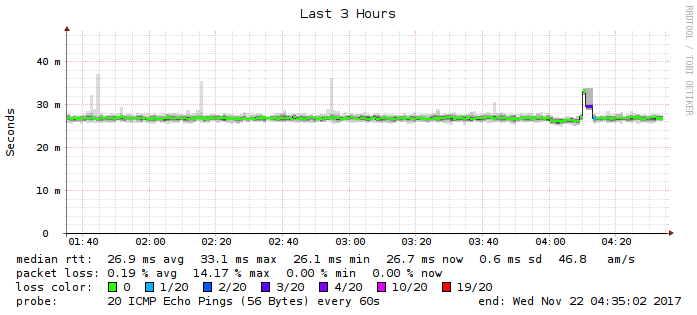 Last 3 Hours
RRDTOOL / TOBI OETIKER
Seconds
40 m
30 m
20 m
10 m
0
01:40 02:00 02:20 02:40 03:00 03:20 03:40 04:00 04:20
median rtt: 26.9 ms avg 33.1 ms max 26.1 ms min 26.7 ms now 0.6 ms sd 46.8 am/s
packet loss: 0.19 % avg 14.17 % max 0.00 % min 0.00 % now
loss color: 0 1/20 2/20 3/20 4/20 10/20 19/20
probe: 20 ICMP Echo Pings (56 Bytes) every 60s end: Wed Nov 22 04:35:02 2017